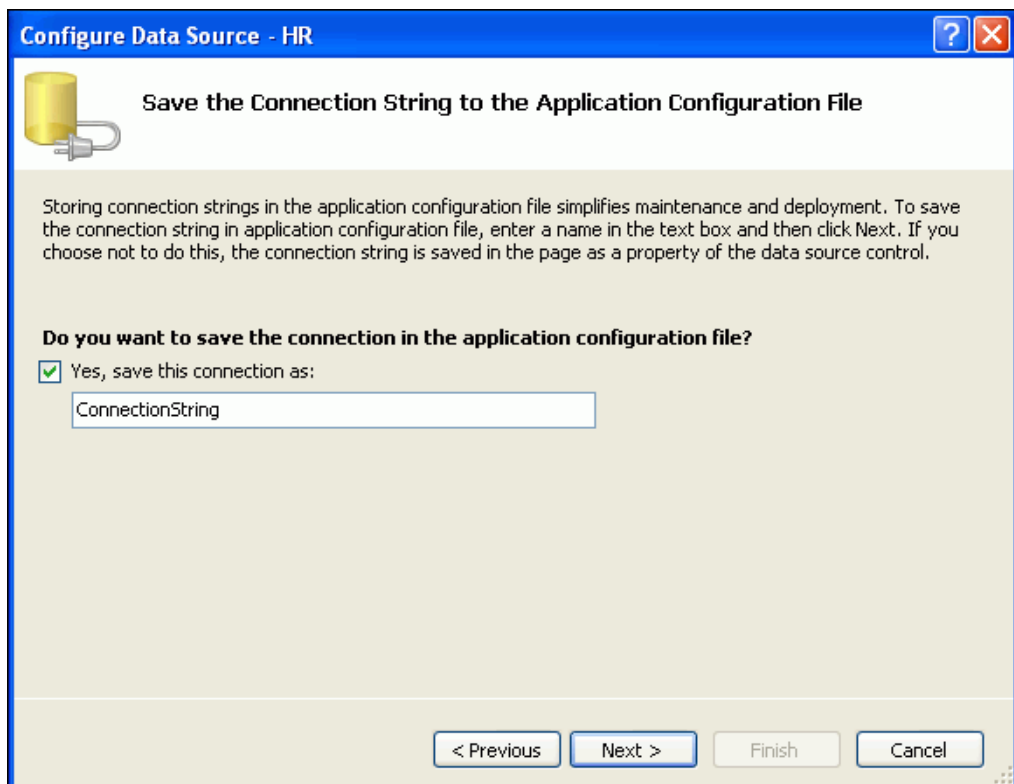 Configure Data Source - HR
Save the Connection String to the Application Configuration File
Storing connection strings in the application configuration file simplifies maintenance and deployment. To save
the connection string in application configuration file, enter a name in the text box and then click Next. If you
choose not to do this, the connection string is saved in the page as a property of the data source control.
Do you want to save the connection in the application configuration file?
Yes, save this connection as:
ConnectionString
< Previous
Next >
Finish
Cancel